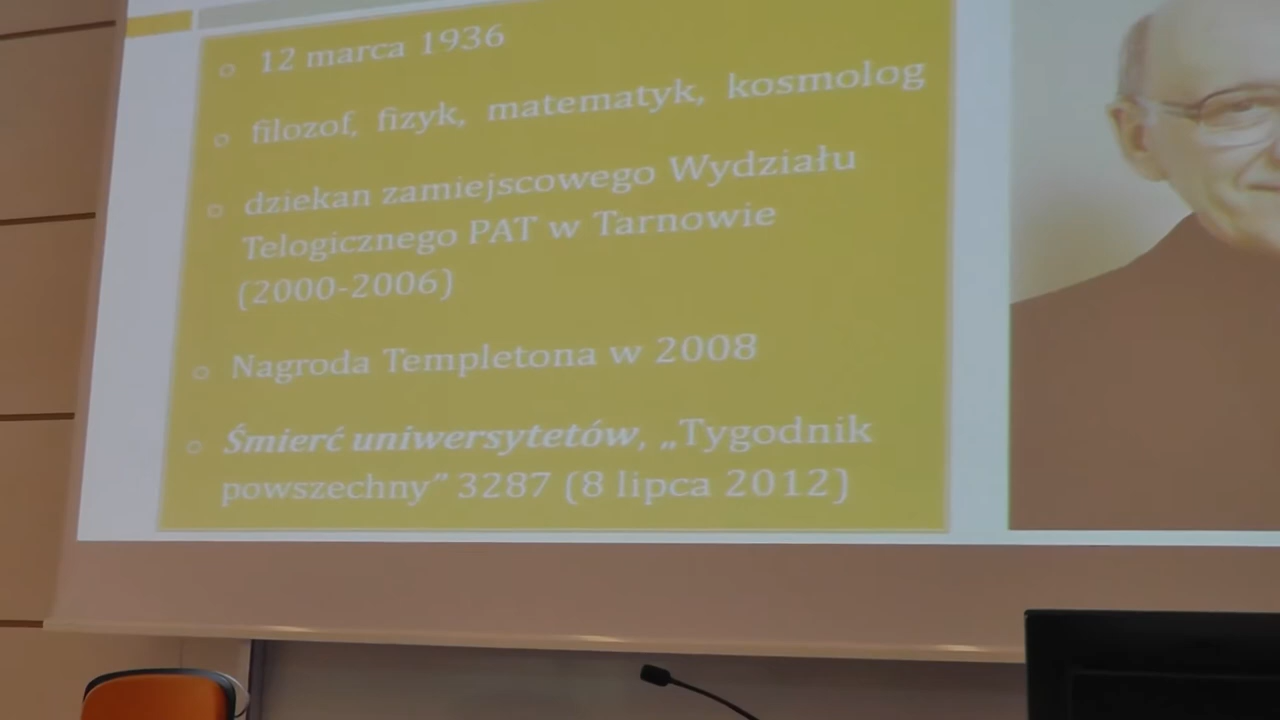 12 marca 1936
filozof, fizyk, matematyk, kosmolog
dziekan zamiejscowego Wydziału
Telogicznego PAT w Tarnowie
(2000-2006)
Nagroda Templetona w 2008
Śmierć uniwersytetów, „Tygodnik
powszechny” 3287 (8 lipca 2012)